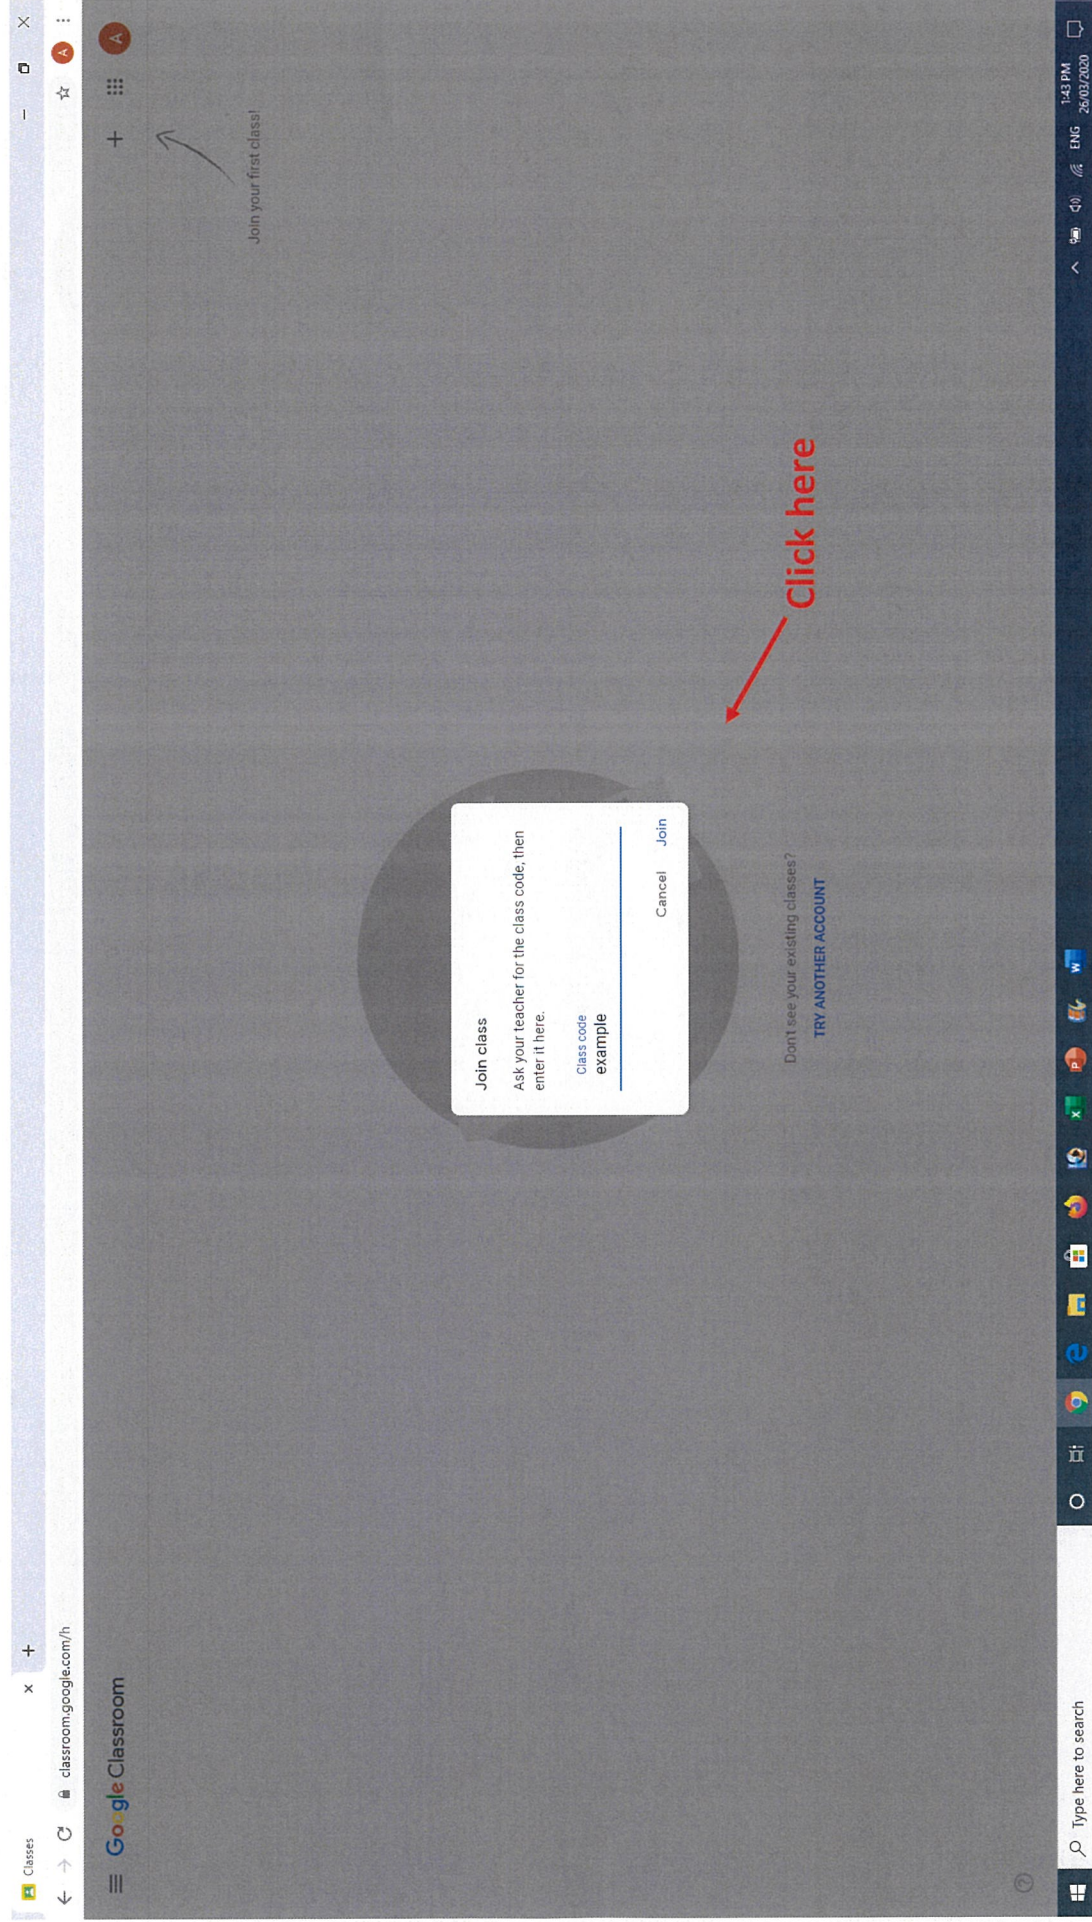 Classes
classroom.google.com/h
A
Google Classroom
A
Join your first class!
Join class
Ask your teacher for the class code, then
enter it here.
Class code
example
Cancel Join
Click here
Don't see your existing classes?
TRY ANOTHER ACCOUNT
Type here to search
ENG
1:43 PM
26/03/2020